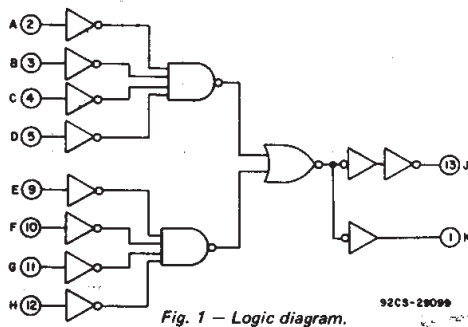 A 2
B 3
C 4
D 5
E 9
F 10
G 11
H 12
13 J
1 K
92CS-29099
Fig. 1 — Logic diagram.